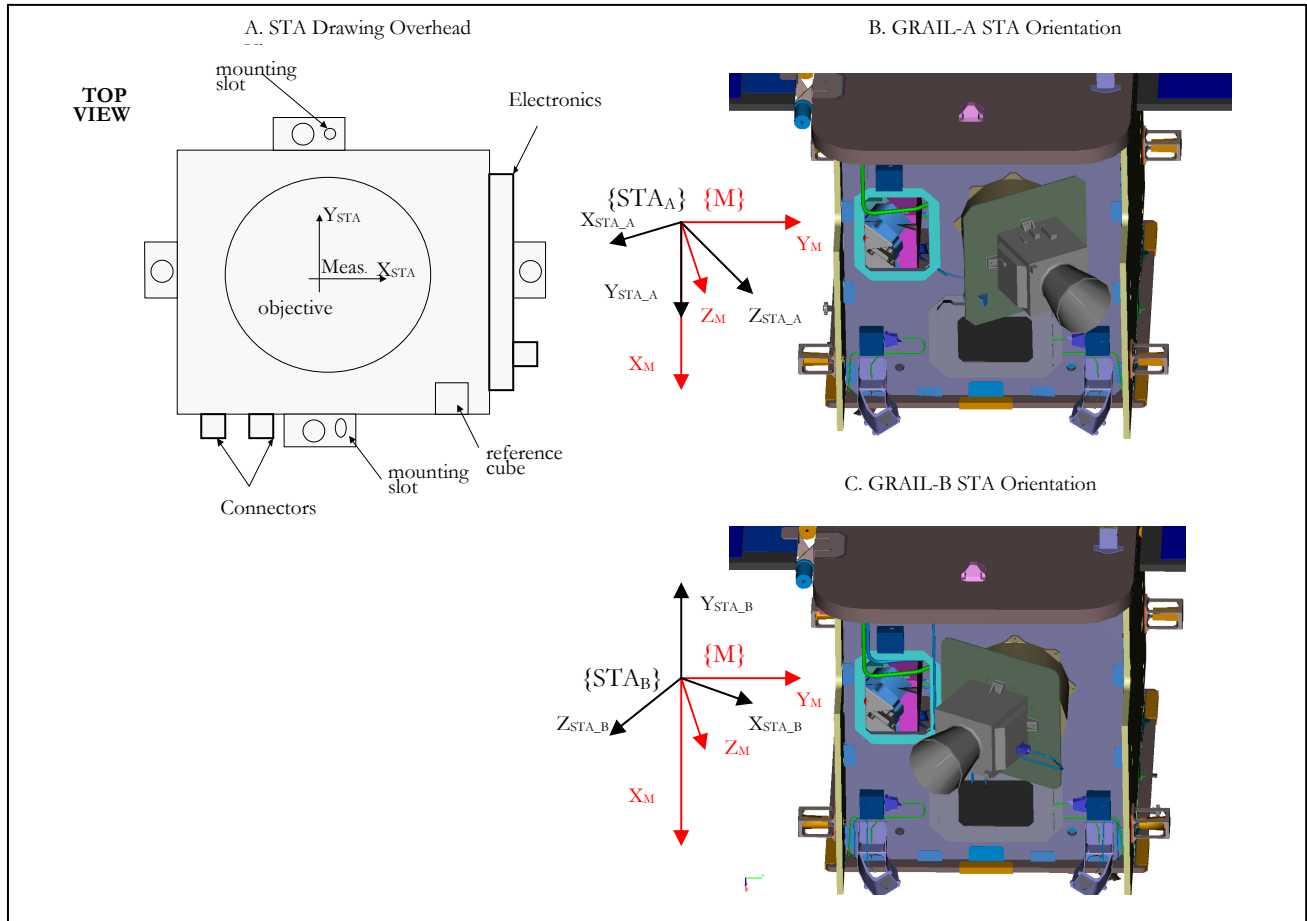 A. STA Drawing Overhead
mounting
slot
TOP
VIEW
Electronics
YSTA
Meas.
XSTA
objective
reference
cube
mounting
slot
Connectors
B. GRAIL-A STA Orientation
{STAA}
{M}
XSTA_A
YM
YSTA_A
ZM
ZSTA_A
XM
C. GRAIL-B STA Orientation
YSTA_B
{M}
{STAB}
YM
ZSTA_B
XSTA_B
ZM
XM